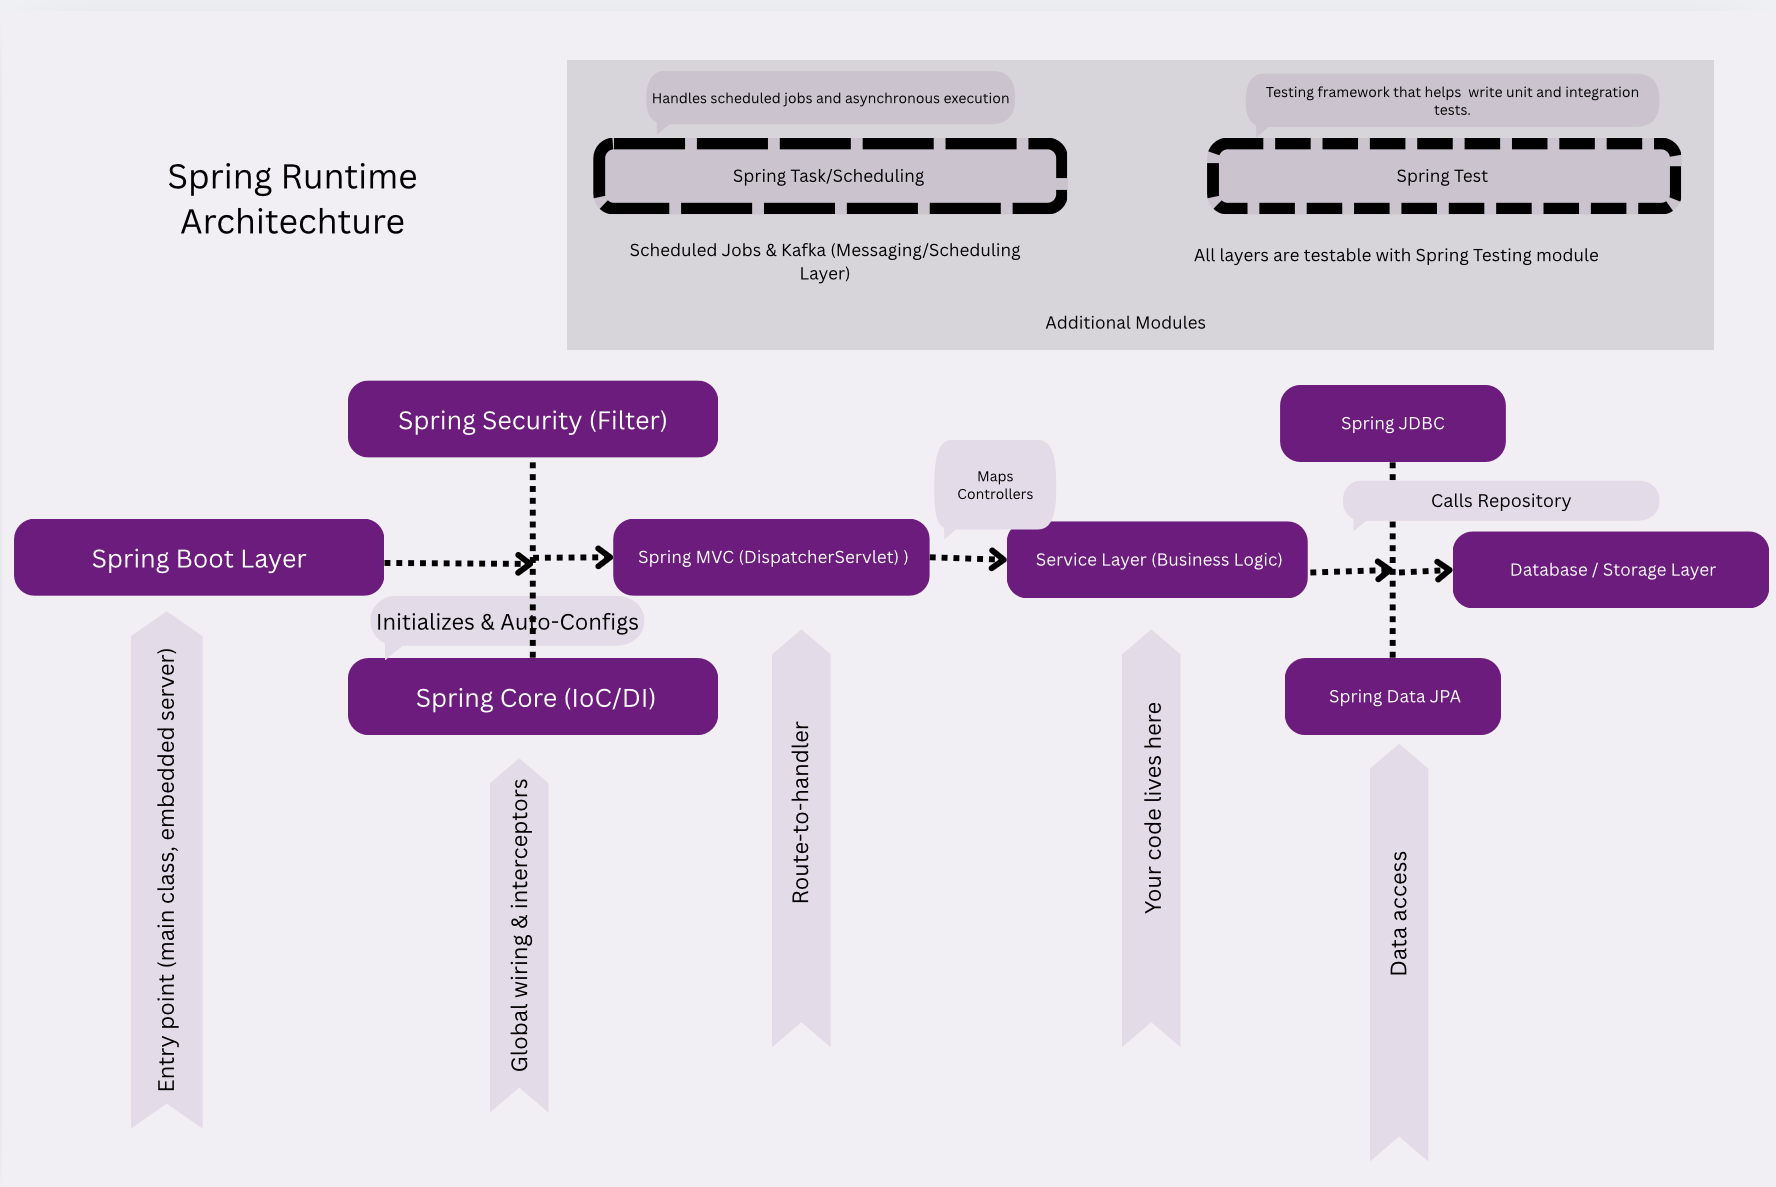 Spring Runtime
Architechture
Handles scheduled jobs and asynchronous execution
Spring Task/Scheduling
Scheduled Jobs & Kafka (Messaging/Scheduling
Layer)
Testing framework that helps  write unit and integration
tests.
Spring Test
All layers are testable with Spring Testing module
Additional Modules
Spring Security (Filter)
Spring Boot Layer
Initializes & Auto-Configs
Spring Core (IoC/DI)
Spring MVC (DispatcherServlet) )
Maps
Controllers
Service Layer (Business Logic)
Spring JDBC
Calls Repository
Database / Storage Layer
Spring Data JPA
Entry point (main class, embedded server)
Global wiring & interceptors
Route-to-handler
Your code lives here
Data access